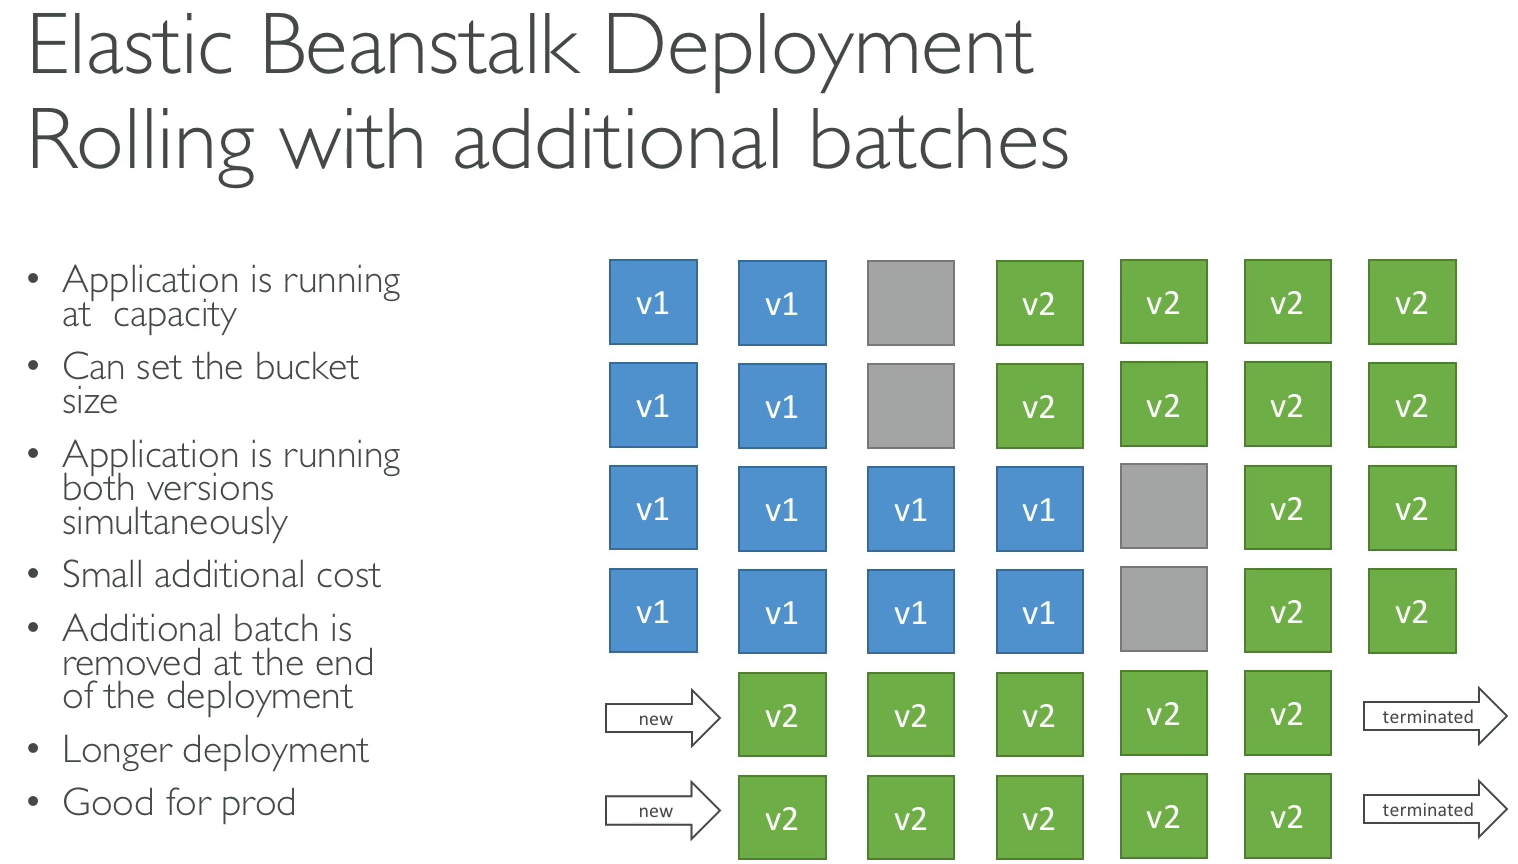 Elastic Beanstalk Deployment
Rolling with additional batches
• Application is running
at capacity
• Can set the bucket
size
• Application is running
both versions
simultaneously
• Small additional cost
• Additional batch is
removed at the end
of the deployment
• Longer deployment
• Good for prod
v1 v1 v2 v2 v2 v2
v1 v1 v2 v2 v2 v2
v1 v1 v1 v1 v2 v2
v1 v1 v1 v1 v2 v2
new v2 v2 v2 v2 v2 terminated
new v2 v2 v2 v2 v2 terminated